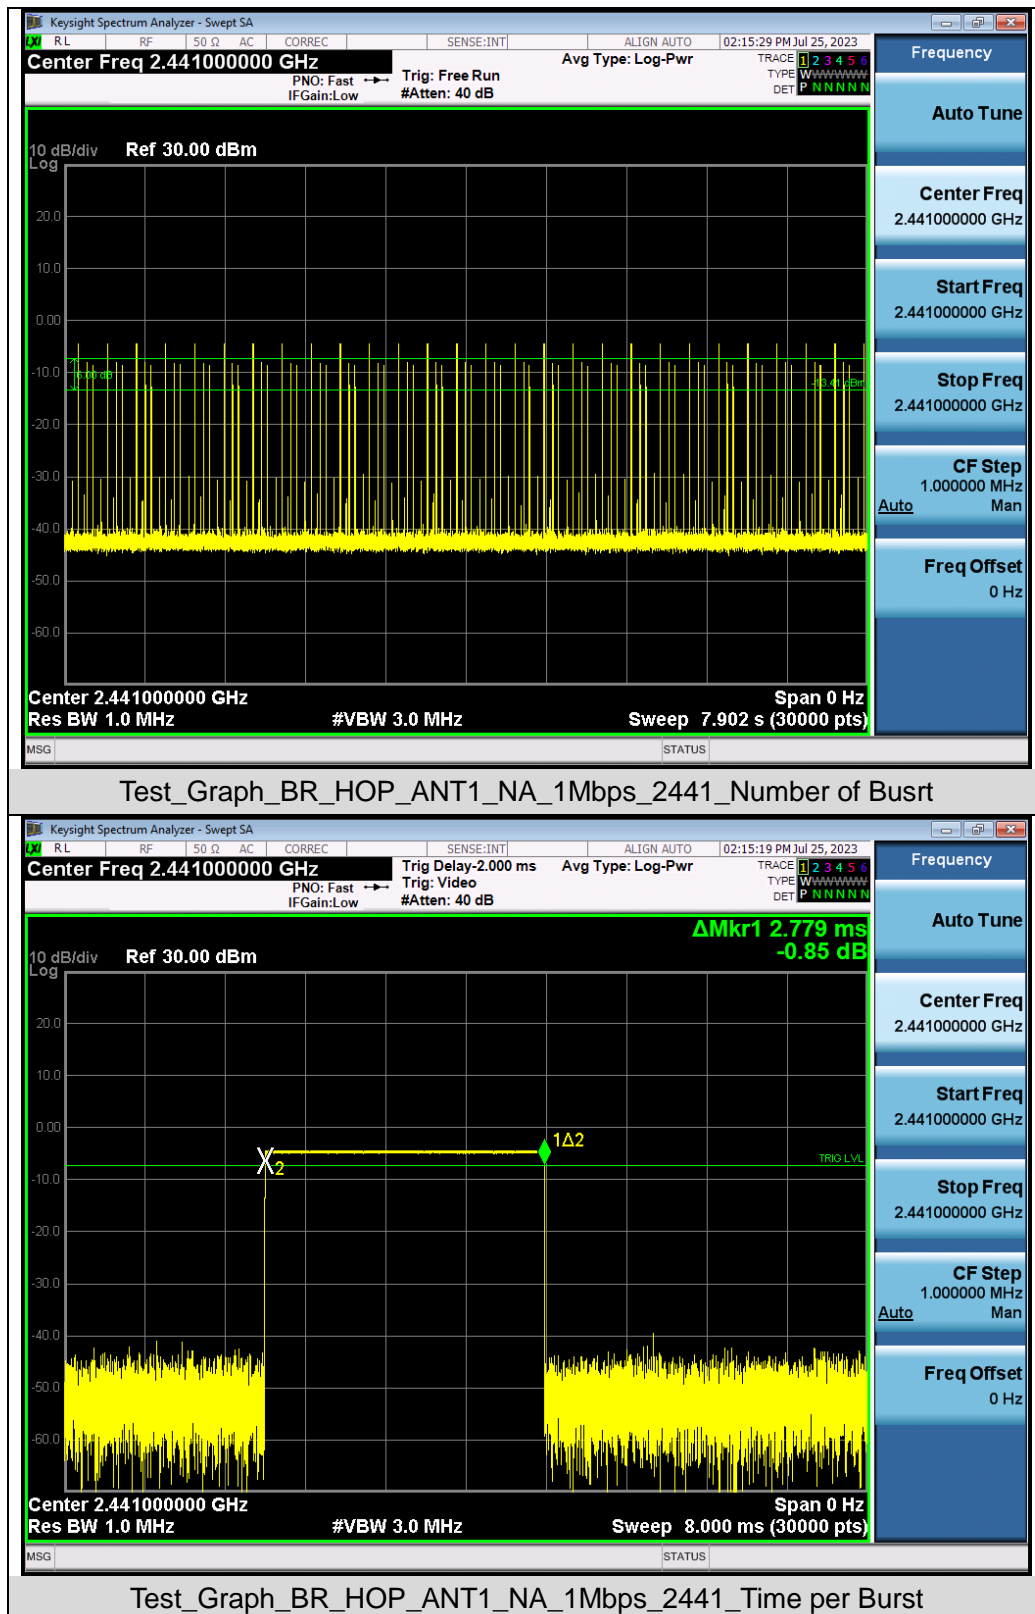 Keysight Spectrum Analyzer - Swept SA
LXI RL RF 50 Ω AC CORREC SENSE:INT ALIGN AUTO 02:15:29 PM Jul 25, 2023
Center Freq 2.441000000 GHz
PNO: Fast
IFGain:Low
Trig: Free Run
#Atten: 40 dB
Avg Type: Log-Pwr
TRACE 1 2 3 4 5 6
TYPE WWWWWW
DET P N N N N N
10 dB/div
Log
Ref 30.00 dBm
20.0
10.0
0.00
-10.0
6.00 dB
-13.41 dBm
-20.0
-30.0
-40.0
-50.0
-60.0
Center 2.441000000 GHz Span 0 Hz
Res BW 1.0 MHz #VBW 3.0 MHz Sweep 7.902 s (30000 pts)
MSG STATUS
Frequency
Auto Tune
Center Freq
2.441000000 GHz
Start Freq
2.441000000 GHz
Stop Freq
2.441000000 GHz
CF Step
1.000000 MHz
Auto Man
Freq Offset
0 Hz
Test_Graph_BR_HOP_ANT1_NA_1Mbps_2441_Number of Busrt
Keysight Spectrum Analyzer - Swept SA
LXI RL RF 50 Ω AC CORREC SENSE:INT ALIGN AUTO 02:15:19 PM Jul 25, 2023
Center Freq 2.441000000 GHz
PNO: Fast
IFGain:Low
Trig Delay-2.000 ms
Trig: Video
#Atten: 40 dB
Avg Type: Log-Pwr
TRACE 1 2 3 4 5 6
TYPE WWWWWW
DET P N N N N N
ΔMkr1 2.779 ms
-0.85 dB
10 dB/div
Log
Ref 30.00 dBm
20.0
10.0
0.00
1Δ2
2
TRIG LVL
-10.0
-20.0
-30.0
-40.0
-50.0
-60.0
Center 2.441000000 GHz Span 0 Hz
Res BW 1.0 MHz #VBW 3.0 MHz Sweep 8.000 ms (30000 pts)
MSG STATUS
Frequency
Auto Tune
Center Freq
2.441000000 GHz
Start Freq
2.441000000 GHz
Stop Freq
2.441000000 GHz
CF Step
1.000000 MHz
Auto Man
Freq Offset
0 Hz
Test_Graph_BR_HOP_ANT1_NA_1Mbps_2441_Time per Burst